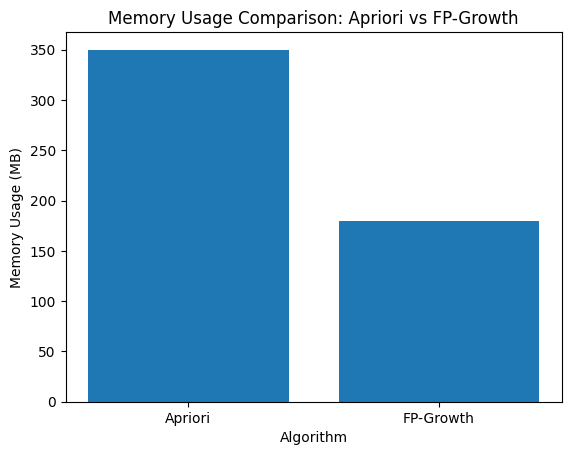 Memory Usage Comparison: Apriori vs FP-Growth
350
300
250
200
150
100
50
0
Memory Usage (MB)
Apriori
FP-Growth
Algorithm